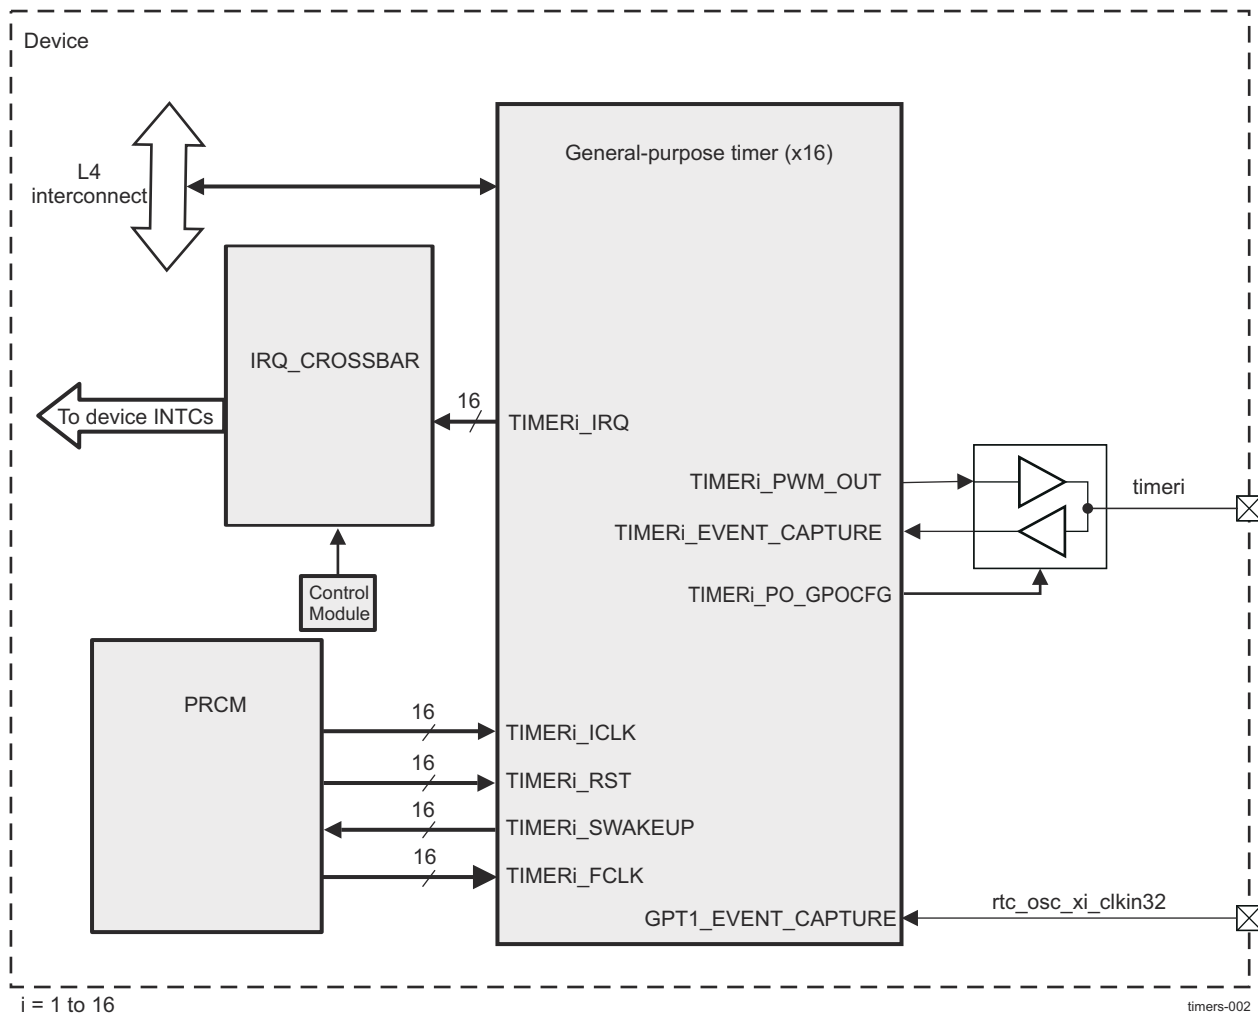 Device
General-purpose timer (x16)
L4
interconnect
IRQ_CROSSBAR
To device INTCs
16
TIMERi_IRQ
TIMERi_PWM_OUT
timeri
TIMERi_EVENT_CAPTURE
Control
Module
TIMERi_PO_GPOCFG
PRCM
16
TIMERi_ICLK
16
TIMERi_RST
16
TIMERi_SWAKEUP
16
TIMERi_FCLK
rtc_osc_xi_clkin32
GPT1_EVENT_CAPTURE
i = 1 to 16
timers-002